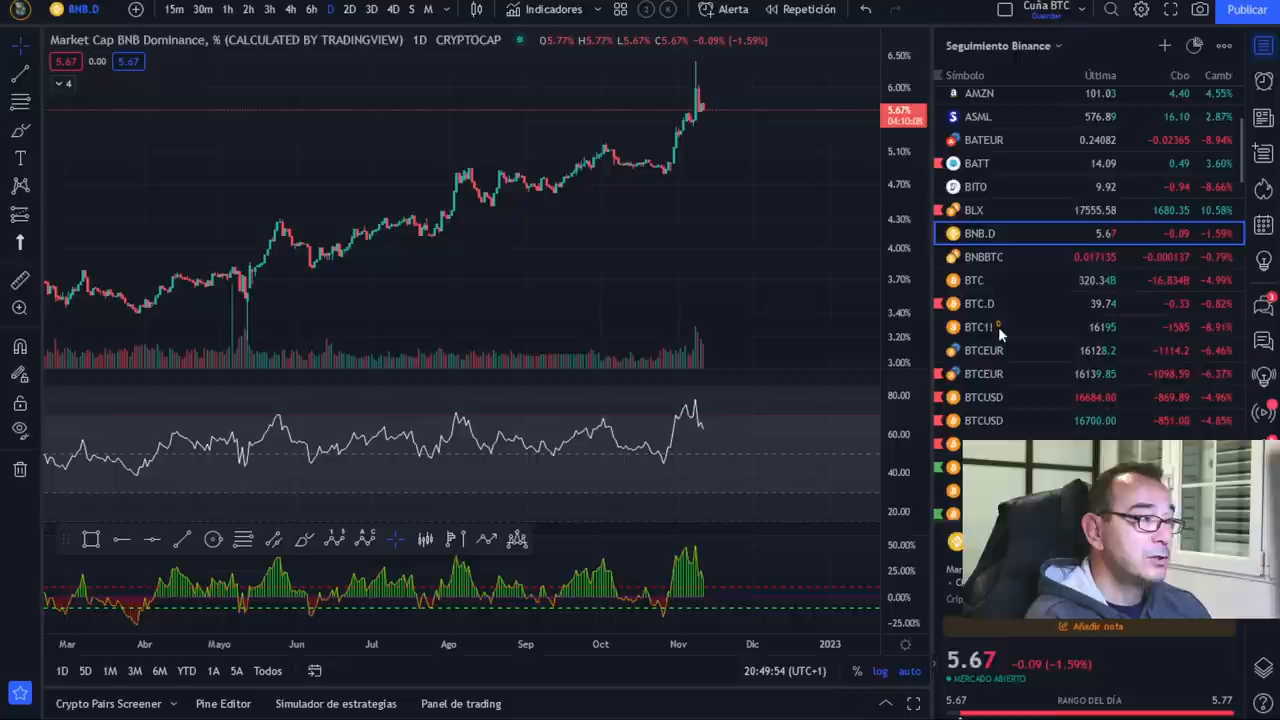 BNB.D
15m 30m 1h 2h 3h 4h 6h D 2D 3D 4D S M
Indicadores
Alerta
Repetición
Cuña BTC
Guardar
Publicar
Market Cap BNB Dominance, % (CALCULATED BY TRADINGVIEW) 1D CRYPTOCAP
O5.77% H5.77% L5.67% C5.67% -0.09 (-1.59%)
5.67 0.00 5.67
4
6.50%
6.00%
5.67%
04:10:08
5.10%
4.70%
4.30%
4.00%
3.70%
3.40%
3.20%
3.00%
80.00
60.00
40.00
20.00
50.00%
25.00%
0.00%
-25.00%
Mar Abr Mayo Jun Jul Ago Sep Oct Nov Dic 2023
1D 5D 1M 3M 6M YTD 1A 5A Todos
20:49:54 (UTC+1)
% log auto
Crypto Pairs Screener
Pine Editor
Simulador de estrategias
Panel de trading
Seguimiento Binance
Símbolo Última Cbo Camb
AMZN 101.03 4.40 4.55%
ASML 576.89 16.10 2.87%
BATEUR 0.24082 -0.02365 -8.94%
BATT 14.09 0.49 3.60%
BITO 9.92 -0.94 -8.66%
BLX 17555.58 1680.35 10.58%
BNB.D 5.67 -0.09 -1.59%
BNBBTC 0.017135 -0.000137 -0.79%
BTC 320.34B -16.834B -4.99%
BTC.D 39.74 -0.33 -0.82%
BTC1! D 16195 -1585 -8.91%
BTCEUR 16128.2 -1114.2 -6.46%
BTCEUR 16139.85 -1098.59 -6.37%
BTCUSD 16684.00 -869.89 -4.96%
BTCUSD 16700.00 -851.00 -4.85%
Mar
Crip
Añadir nota
5.67 -0.09 (-1.59%)
MERCADO ABIERTO
5.67 RANGO DEL DÍA 5.77
3